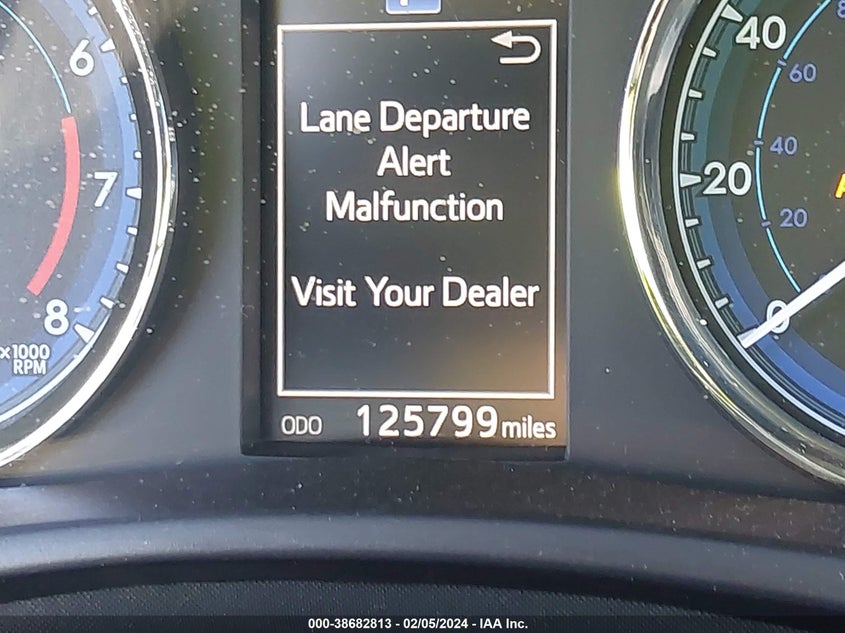 6
7
8
×1000
RPM
Lane Departure
Alert
Malfunction
Visit Your Dealer
ODO 125799 miles
40
20
0
60
40
20
000-38682813 - 02/05/2024 - IAA Inc.